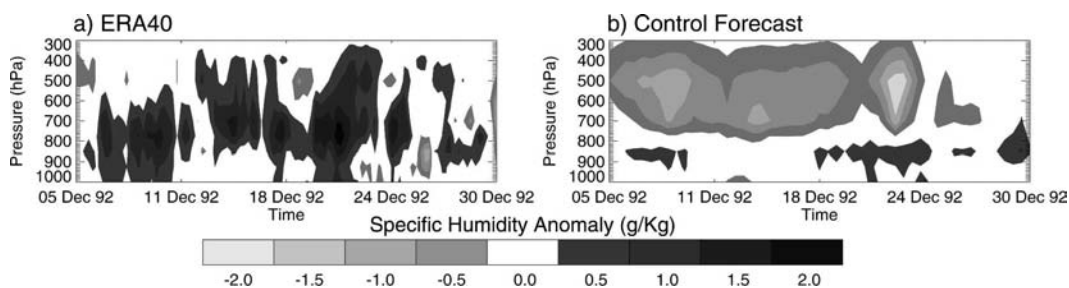 a) ERA40
Pressure (hPa)
300
400
500
600
700
800
900
1000
05 Dec 92 11 Dec 92 18 Dec 92 24 Dec 92 30 Dec 92
Time
b) Control Forecast
Pressure (hPa)
300
400
500
600
700
800
900
1000
05 Dec 92 11 Dec 92 18 Dec 92 24 Dec 92 30 Dec 92
Time
Specific Humidity Anomaly (g/Kg)
-2.0 -1.5 -1.0 -0.5 0.0 0.5 1.0 1.5 2.0